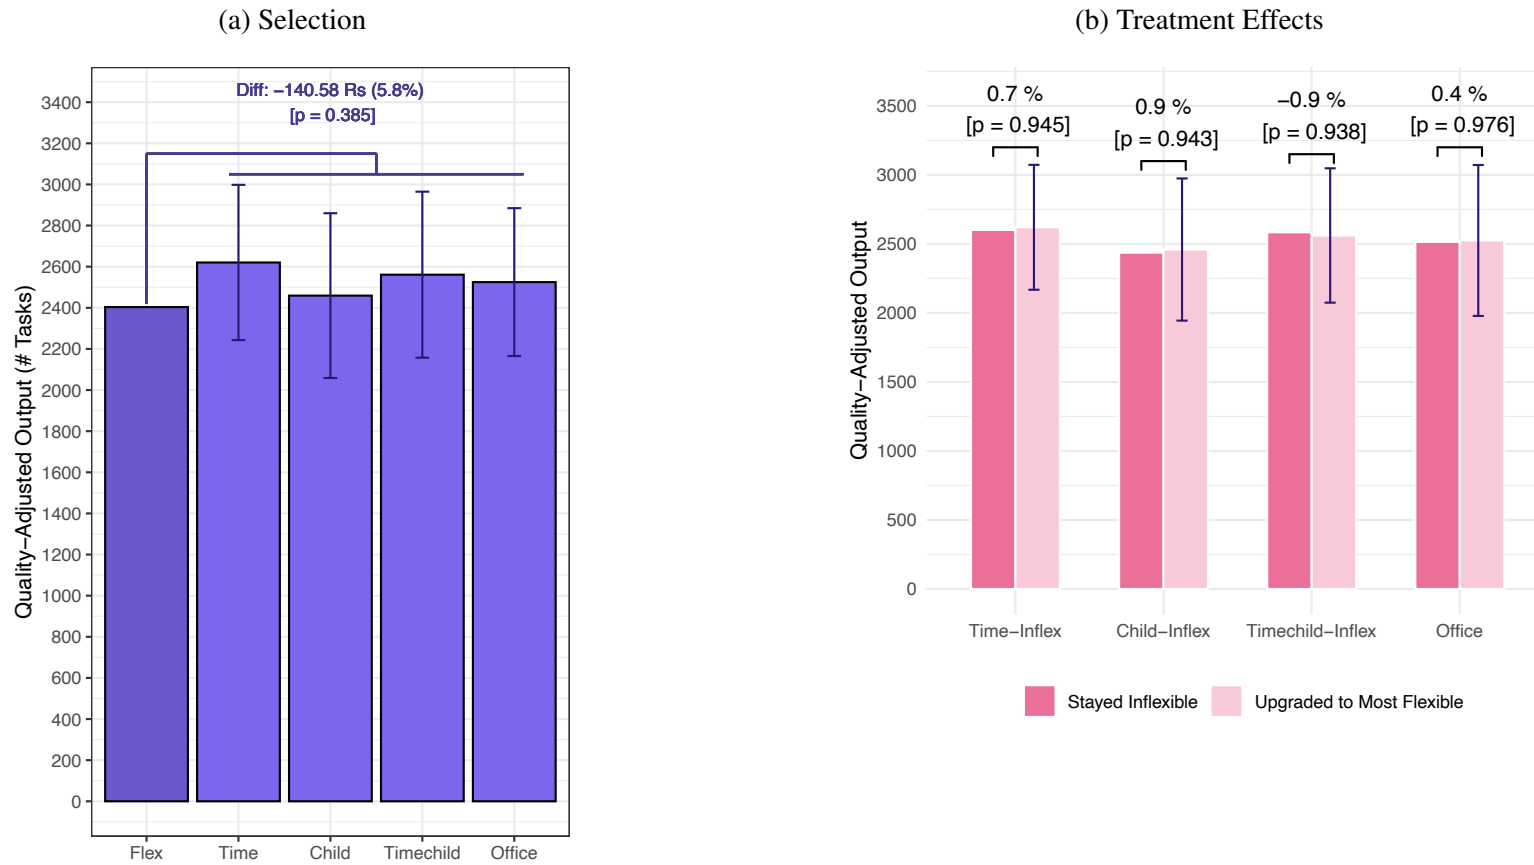 (a) Selection
Diff: −140.58 Rs (5.8%)
[p = 0.385]
Quality−Adjusted Output (# Tasks)
3400
3200
3000
2800
2600
2400
2200
2000
1800
1600
1400
1200
1000
800
600
400
200
0
Flex Time Child Timechild Office
(b) Treatment Effects
0.7 % 0.9 % −0.9 % 0.4 %
[p = 0.945] [p = 0.943] [p = 0.938] [p = 0.976]
Quality−Adjusted Output
3500
3000
2500
2000
1500
1000
500
0
Time−Inflex Child−Inflex Timechild−Inflex Office
Stayed Inflexible Upgraded to Most Flexible